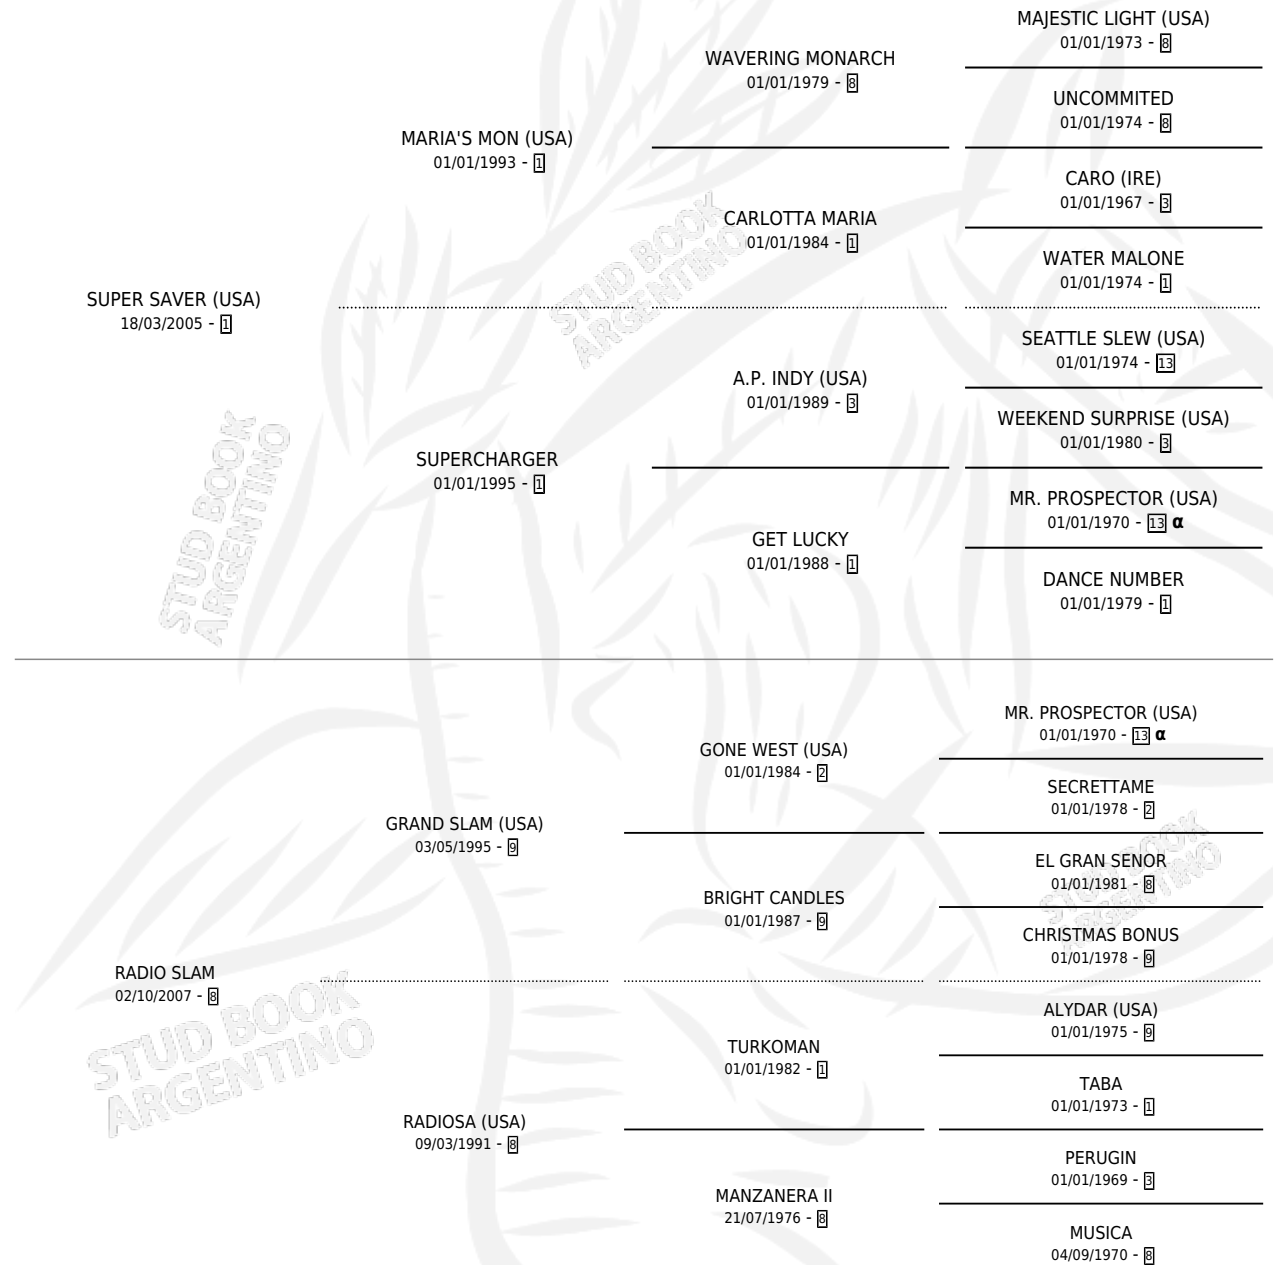 MAJESTIC LIGHT (USA)
01/01/1973 - 8
WAVERING MONARCH
01/01/1979 - 8
UNCOMMITED
01/01/1974 - 8
MARIA'S MON (USA)
01/01/1993 - 1
CARO (IRE)
01/01/1967 - 3
CARLOTTA MARIA
01/01/1984 - 1
WATER MALONE
01/01/1974 - 1
SUPER SAVER (USA)
18/03/2005 - 1
SEATTLE SLEW (USA)
01/01/1974 - 13
A.P. INDY (USA)
01/01/1989 - 3
WEEKEND SURPRISE (USA)
01/01/1980 - 3
SUPERCHARGER
01/01/1995 - 1
MR. PROSPECTOR (USA)
01/01/1970 - 13 α
GET LUCKY
01/01/1988 - 1
DANCE NUMBER
01/01/1979 - 1
MR. PROSPECTOR (USA)
01/01/1970 - 13 α
GONE WEST (USA)
01/01/1984 - 2
SECRETTAME
01/01/1978 - 2
GRAND SLAM (USA)
03/05/1995 - 9
EL GRAN SENOR
01/01/1981 - 8
BRIGHT CANDLES
01/01/1987 - 9
CHRISTMAS BONUS
01/01/1978 - 9
RADIO SLAM
02/10/2007 - 8
ALYDAR (USA)
01/01/1975 - 9
TURKOMAN
01/01/1982 - 1
TABA
01/01/1973 - 1
RADIOSA (USA)
09/03/1991 - 8
PERUGIN
01/01/1969 - 3
MANZANERA II
21/07/1976 - 8
MUSICA
04/09/1970 - 8
STUD BOOK
ARGENTINO
STUD BOOK
ARGENTINO
STUD BOOK
ARGENTINO
STUD BOOK
ARGENTINO